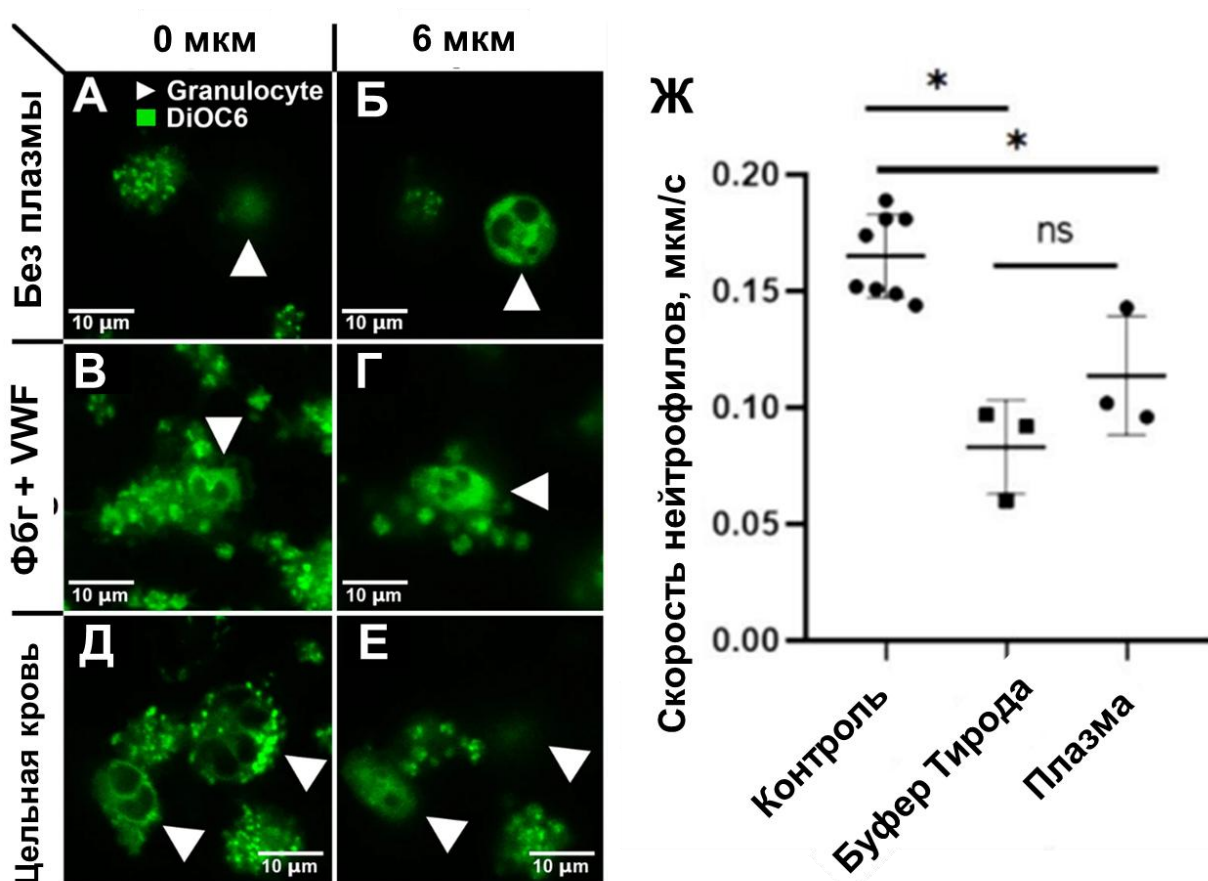 0 мкм
6 мкм
Без плазмы
А
Granulocyte
DiOC6
10 µm
Б
10 µm
Фбг + VWF
В
10 µm
Г
10 µm
Цельная кровь
Д
10 µm
Е
10 µm
Ж
*
*
ns
Скорость нейтрофилов, мкм/с
0.20
0.15
0.10
0.05
0.00
Контроль
Буфер Тирода
Плазма